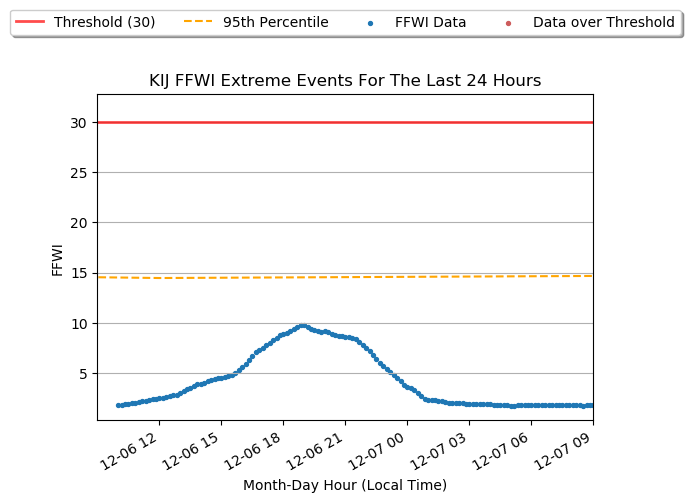 Threshold (30) 95th Percentile FFWI Data Data over Threshold
KIJ FFWI Extreme Events For The Last 24 Hours
30
25
20
15
10
5
FFWI
12-06 12 12-06 15 12-06 18 12-06 21 12-07 00 12-07 03 12-07 06 12-07 09
Month-Day Hour (Local Time)